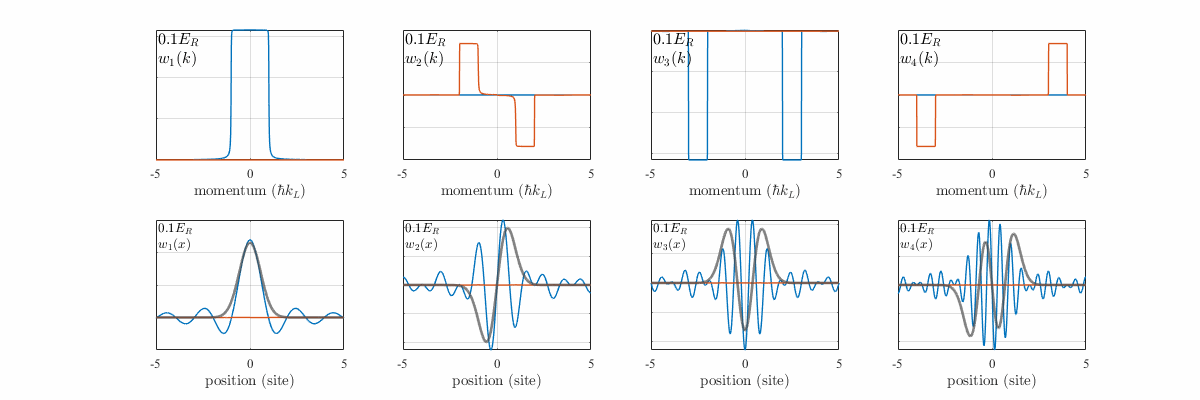 0.1E_R
w_1(k)
-5 0 5
momentum (ℏk_L)
0.1E_R
w_2(k)
-5 0 5
momentum (ℏk_L)
0.1E_R
w_3(k)
-5 0 5
momentum (ℏk_L)
0.1E_R
w_4(k)
-5 0 5
momentum (ℏk_L)
0.1E_R
w_1(x)
-5 0 5
position (site)
0.1E_R
w_2(x)
-5 0 5
position (site)
0.1E_R
w_3(x)
-5 0 5
position (site)
0.1E_R
w_4(x)
-5 0 5
position (site)